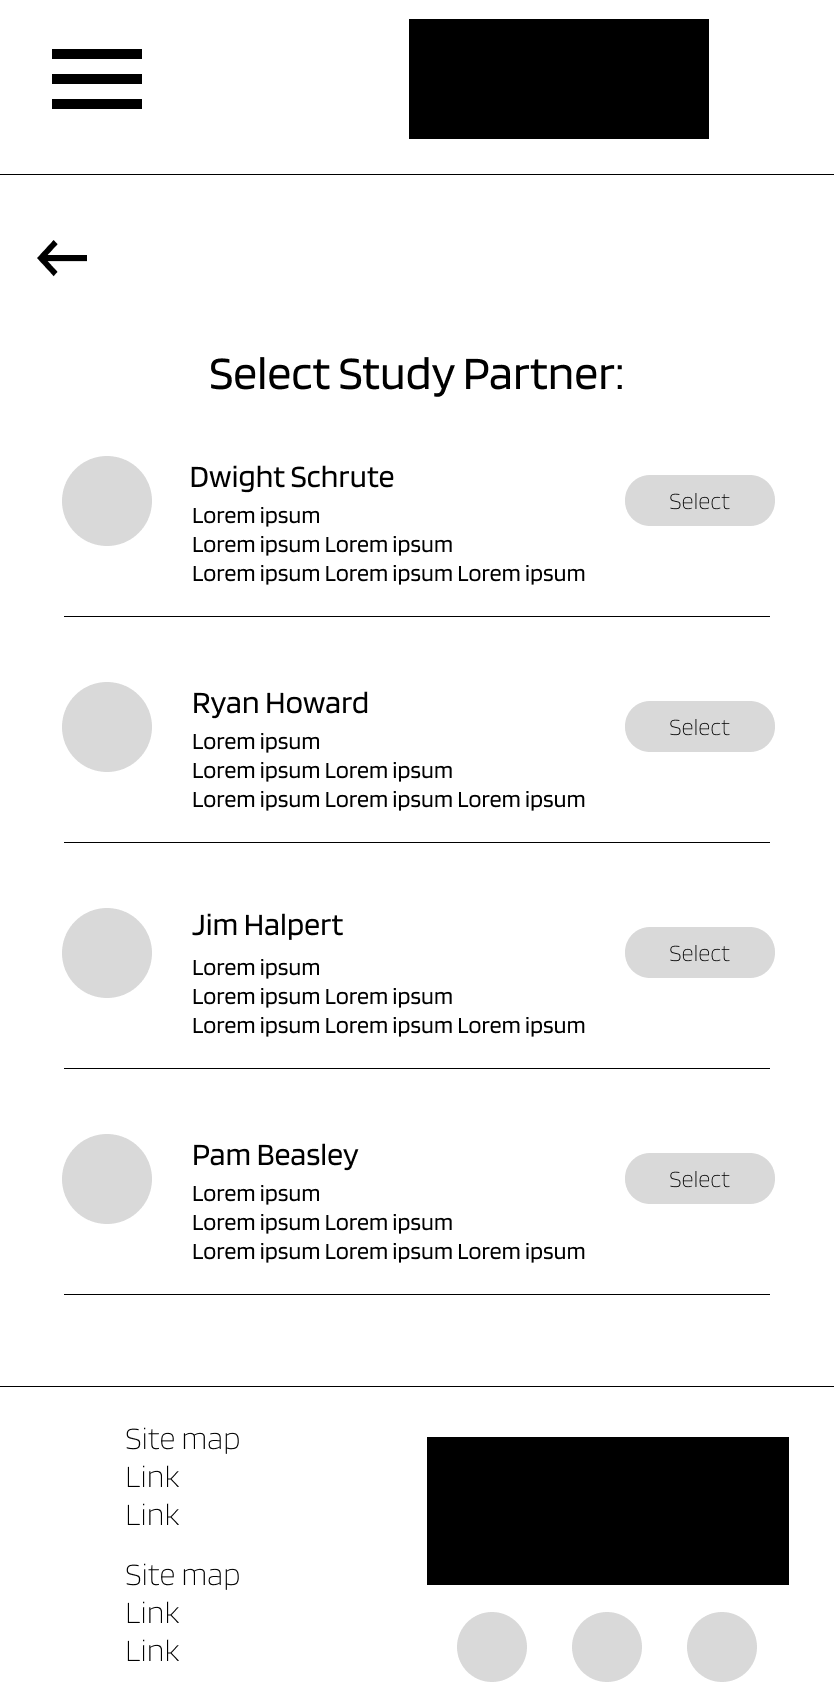 Select Study Partner:
Dwight Schrute
Select
Lorem ipsum
Lorem ipsum Lorem ipsum
Lorem ipsum Lorem ipsum Lorem ipsum
Ryan Howard
Select
Lorem ipsum
Lorem ipsum Lorem ipsum
Lorem ipsum Lorem ipsum Lorem ipsum
Jim Halpert
Select
Lorem ipsum
Lorem ipsum Lorem ipsum
Lorem ipsum Lorem ipsum Lorem ipsum
Pam Beasley
Select
Lorem ipsum
Lorem ipsum Lorem ipsum
Lorem ipsum Lorem ipsum Lorem ipsum
Site map
Link
Link
Site map
Link
Link